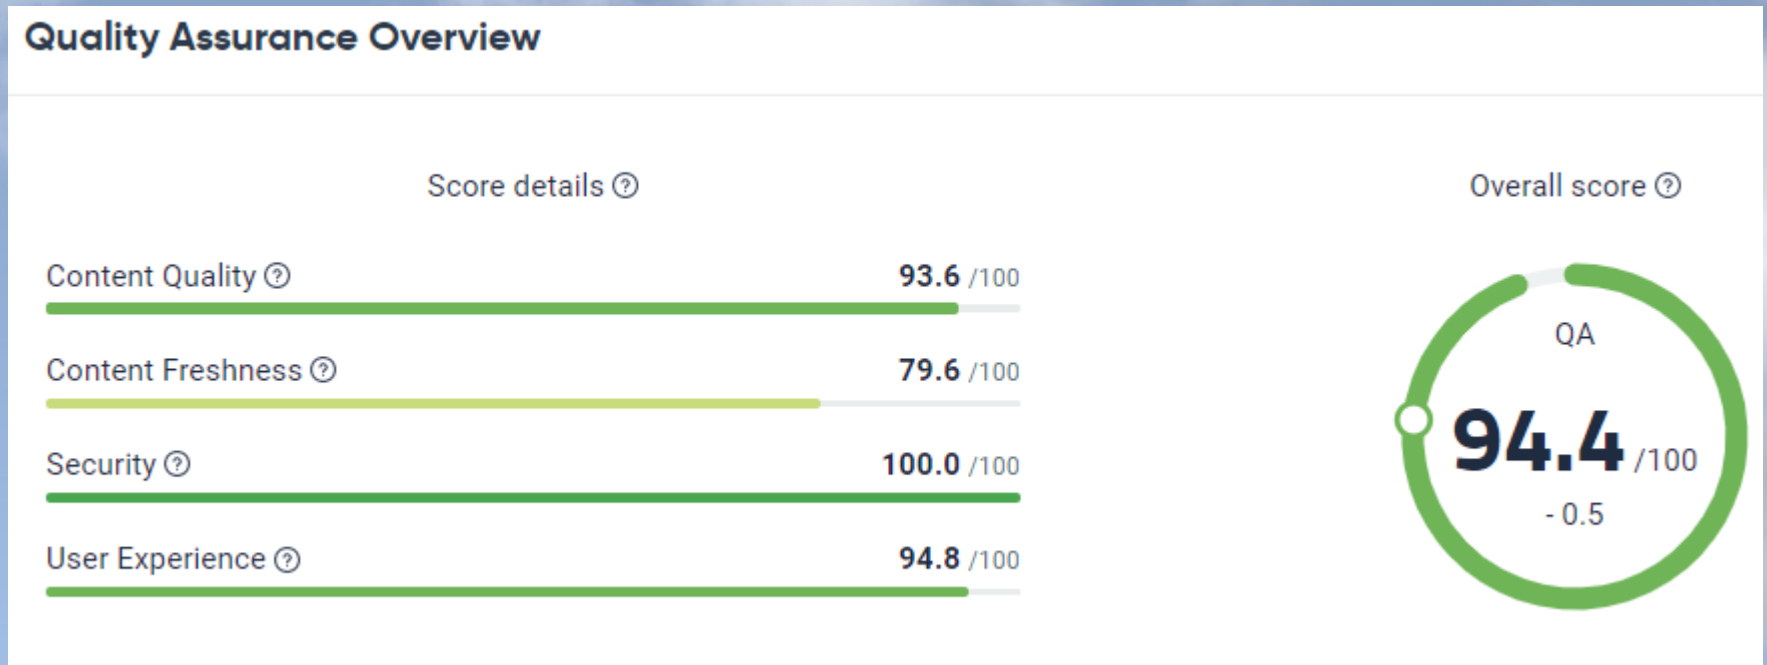 Quality Assurance Overview
Score details ?
Content Quality ? 93.6 /100
Content Freshness ? 79.6 /100
Security ? 100.0 /100
User Experience ? 94.8 /100
Overall score ?
QA
94.4 /100
- 0.5